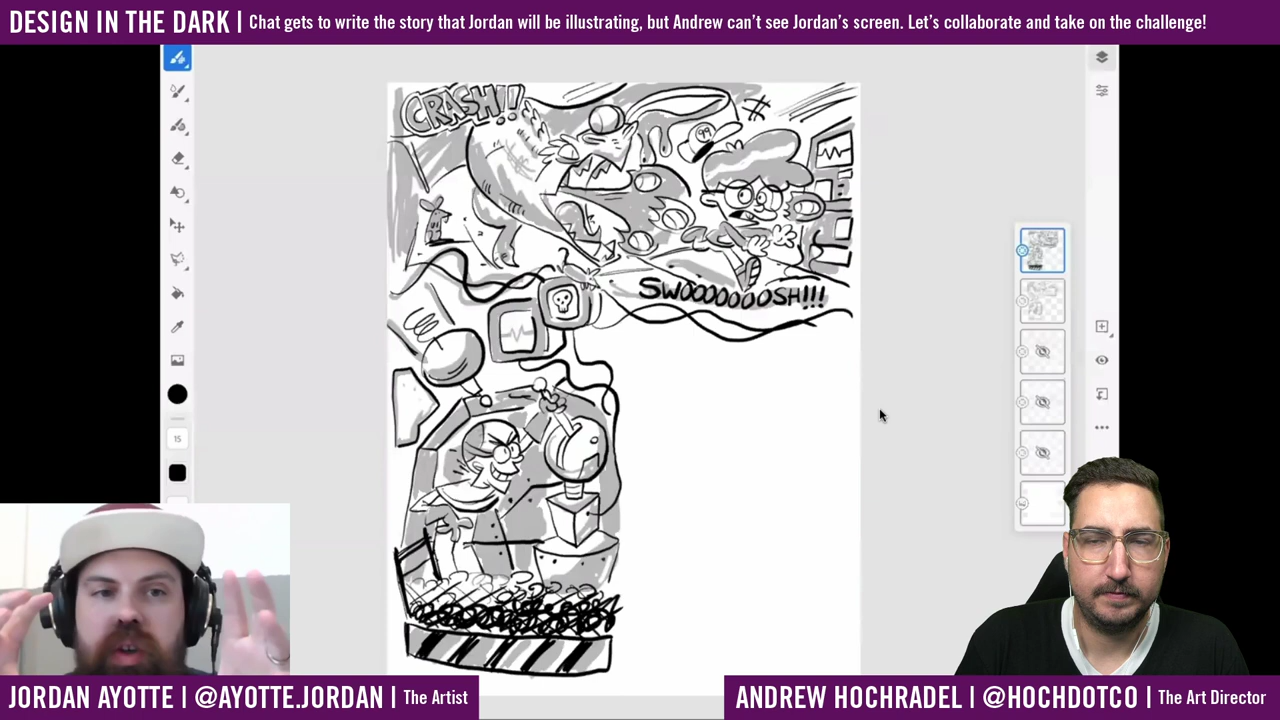 DESIGN IN THE DARK | Chat gets to write the story that Jordan will be illustrating, but Andrew can't see Jordan's screen. Let's collaborate and take on the challenge!
CRASH!!
99
SWOOOOOOOSH!!!
15
JORDAN AYOTTE | @AYOTTE.JORDAN | The Artist
ANDREW HOCHRADEL | @HOCHDOTCO | The Art Director